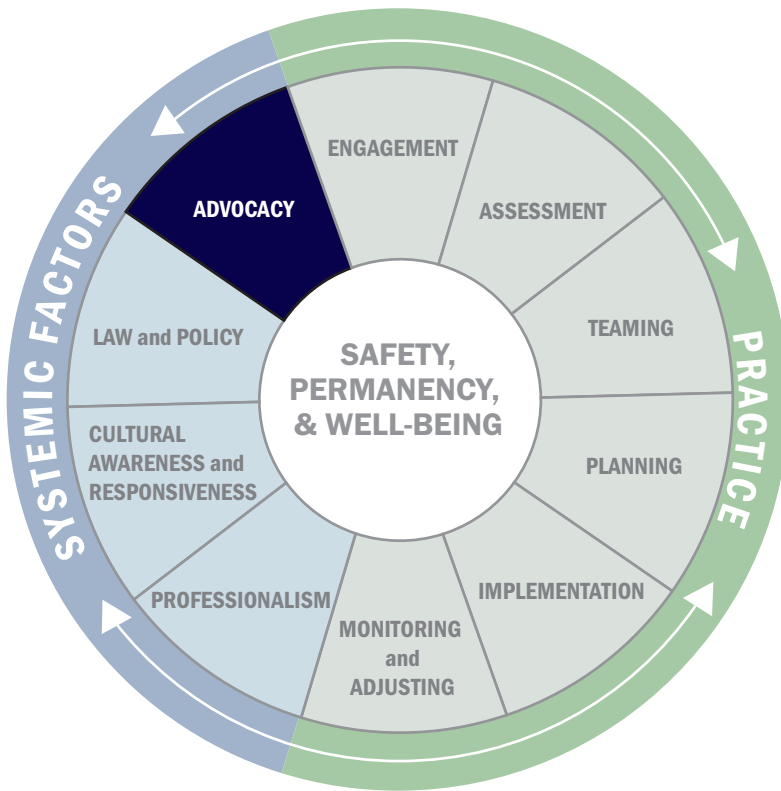 SYSTEMIC FACTORS
PRACTICE
ENGAGEMENT
ASSESSMENT
TEAMING
PLANNING
IMPLEMENTATION
MONITORING
and
ADJUSTING
PROFESSIONALISM
CULTURAL
AWARENESS and
RESPONSIVENESS
LAW and POLICY
ADVOCACY
SAFETY,
PERMANENCY,
& WELL-BEING